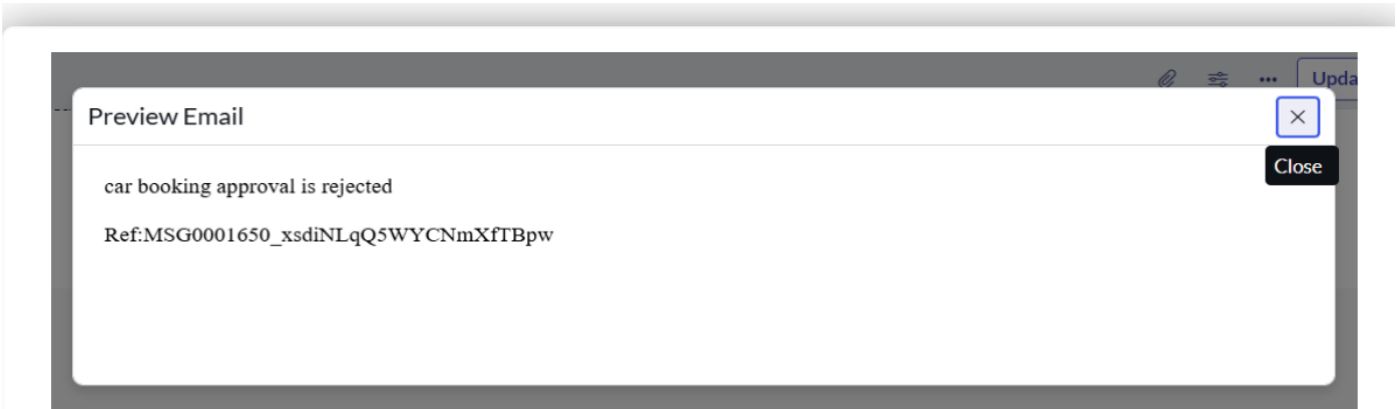 Upda
Preview Email
Close
car booking approval is rejected
Ref:MSG0001650_xsdiNLqQ5WYCNmXfTBpw